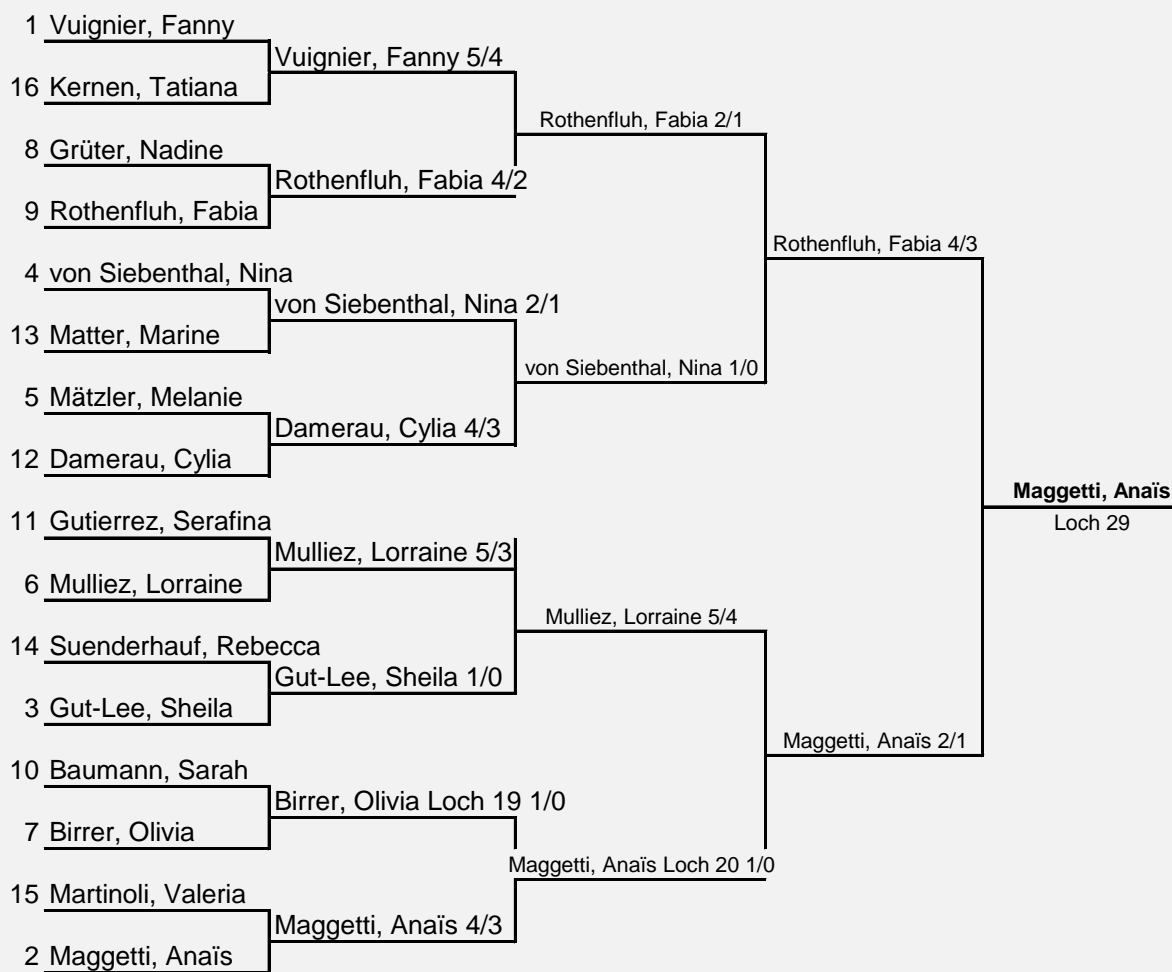 1 Vuignier, Fanny
Vuignier, Fanny 5/4
16 Kernen, Tatiana
Rothenfluh, Fabia 2/1
8 Grüter, Nadine
Rothenfluh, Fabia 4/2
9 Rothenfluh, Fabia
Rothenfluh, Fabia 4/3
4 von Siebenthal, Nina
von Siebenthal, Nina 2/1
13 Matter, Marine
von Siebenthal, Nina 1/0
5 Mätzler, Melanie
Damerau, Cylia 4/3
12 Damerau, Cylia
Maggetti, Anaïs
Loch 29
11 Gutierrez, Serafina
Mulliez, Lorraine 5/3
6 Mulliez, Lorraine
Mulliez, Lorraine 5/4
14 Suenderhauf, Rebecca
Gut-Lee, Sheila 1/0
3 Gut-Lee, Sheila
Maggetti, Anaïs 2/1
10 Baumann, Sarah
Birrer, Olivia Loch 19 1/0
7 Birrer, Olivia
Maggetti, Anaïs Loch 20 1/0
15 Martinoli, Valeria
Maggetti, Anaïs 4/3
2 Maggetti, Anaïs